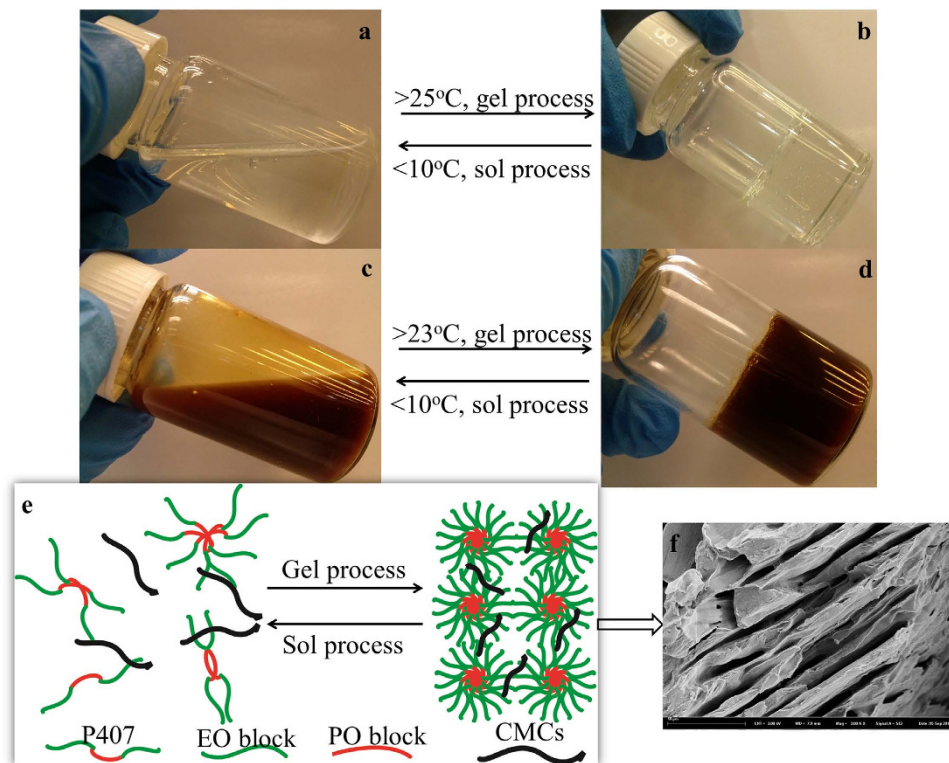 a
b
>25°C, gel process
<10°C, sol process
c
d
>23°C, gel process
<10°C, sol process
e
f
Gel process
Sol process
P407
EO block
PO block
CMCs